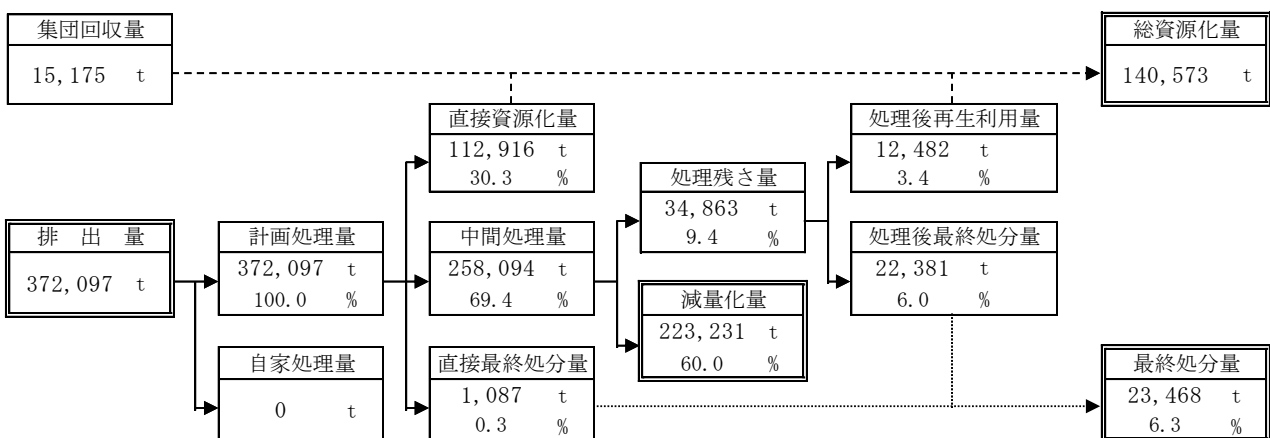 集団回収量
15,175 t
総資源化量
140,573 t
直接資源化量
112,916 t
30.3 %
処理後再生利用量
12,482 t
3.4 %
処理残さ量
34,863 t
9.4 %
排 出 量
372,097 t
計画処理量
372,097 t
100.0 %
中間処理量
258,094 t
69.4 %
処理後最終処分量
22,381 t
6.0 %
減量化量
223,231 t
60.0 %
自家処理量
0 t
直接最終処分量
1,087 t
0.3 %
最終処分量
23,468 t
6.3 %